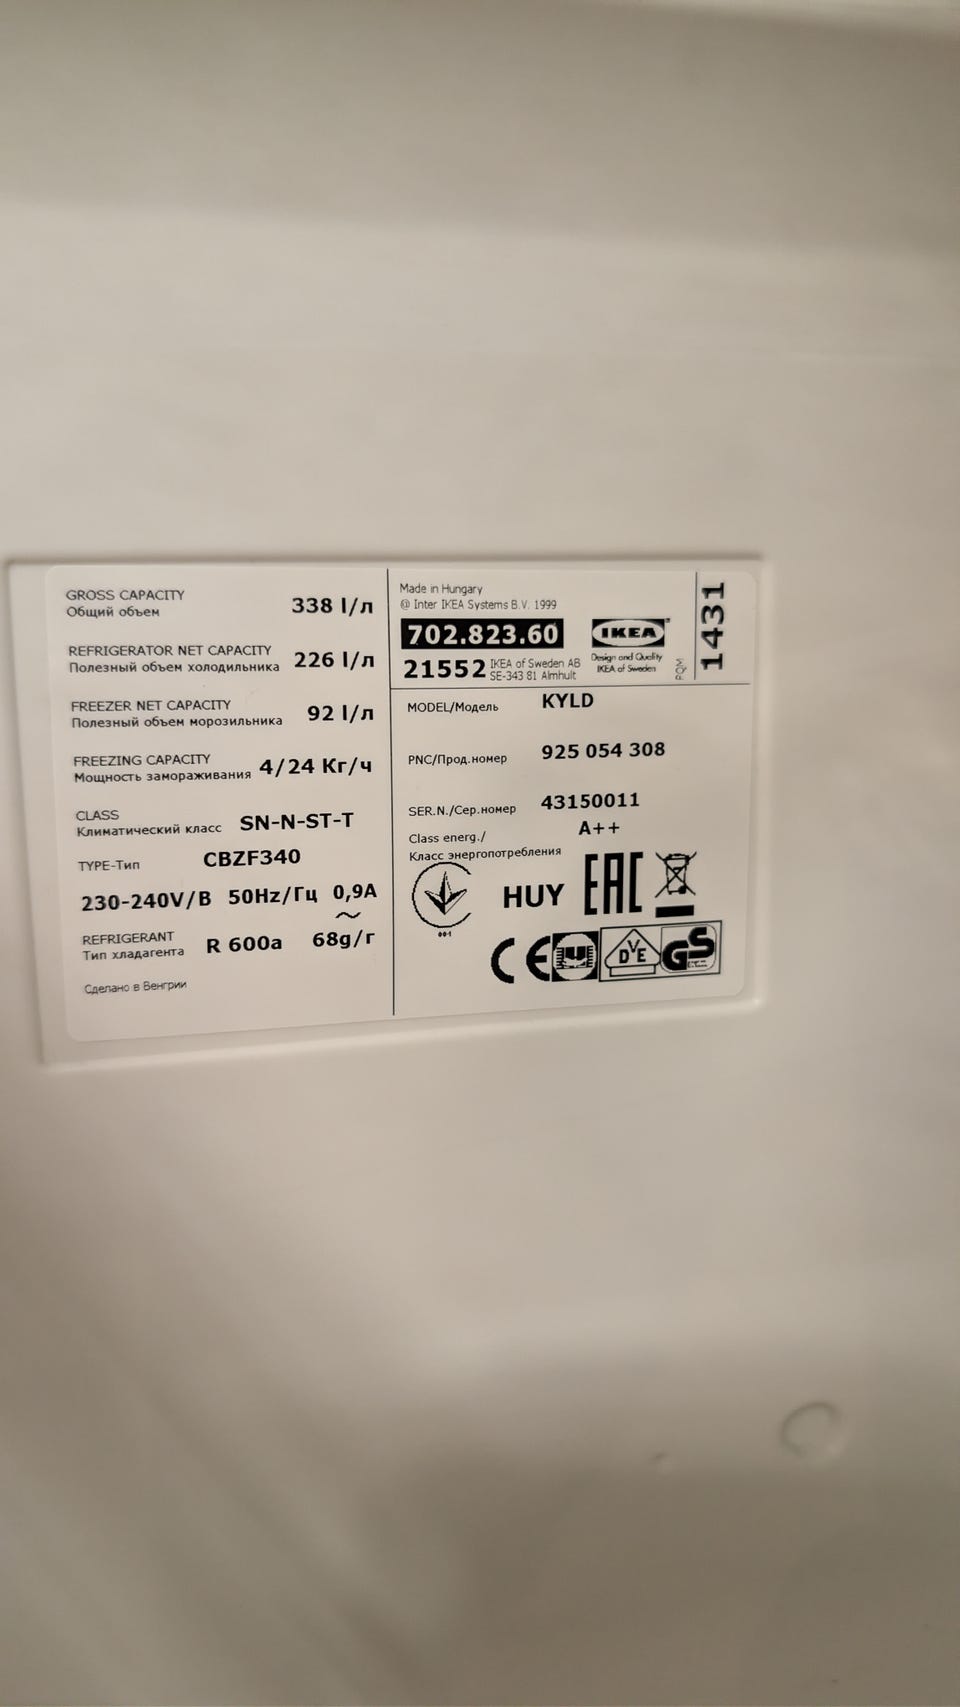 GROSS CAPACITY
Общий объем 338 l/л
REFRIGERATOR NET CAPACITY
Полезный объем холодильника 226 l/л
FREEZER NET CAPACITY
Полезный объем морозильника 92 l/л
FREEZING CAPACITY
Мощность замораживания 4/24 Кг/ч
CLASS
Климатический класс SN-N-ST-T
TYPE-Тип CBZF340
230-240V/В 50Hz/Гц 0,9A
~
REFRIGERANT
Тип хладагента R 600a 68g/г
Сделано в Венгрии
Made in Hungary
@ Inter IKEA Systems B.V. 1999
702.823.60
21552 IKEA of Sweden AB
SE-343 81 Almhult
IKEA
Design and Quality
IKEA of Sweden
PQM
1431
MODEL/Модель KYLD
PNC/Прод.номер 925 054 308
SER.N./Сер.номер 43150011
Class energ./
Класс энергопотребления A++
001
HUY EAC
CE DVE GS